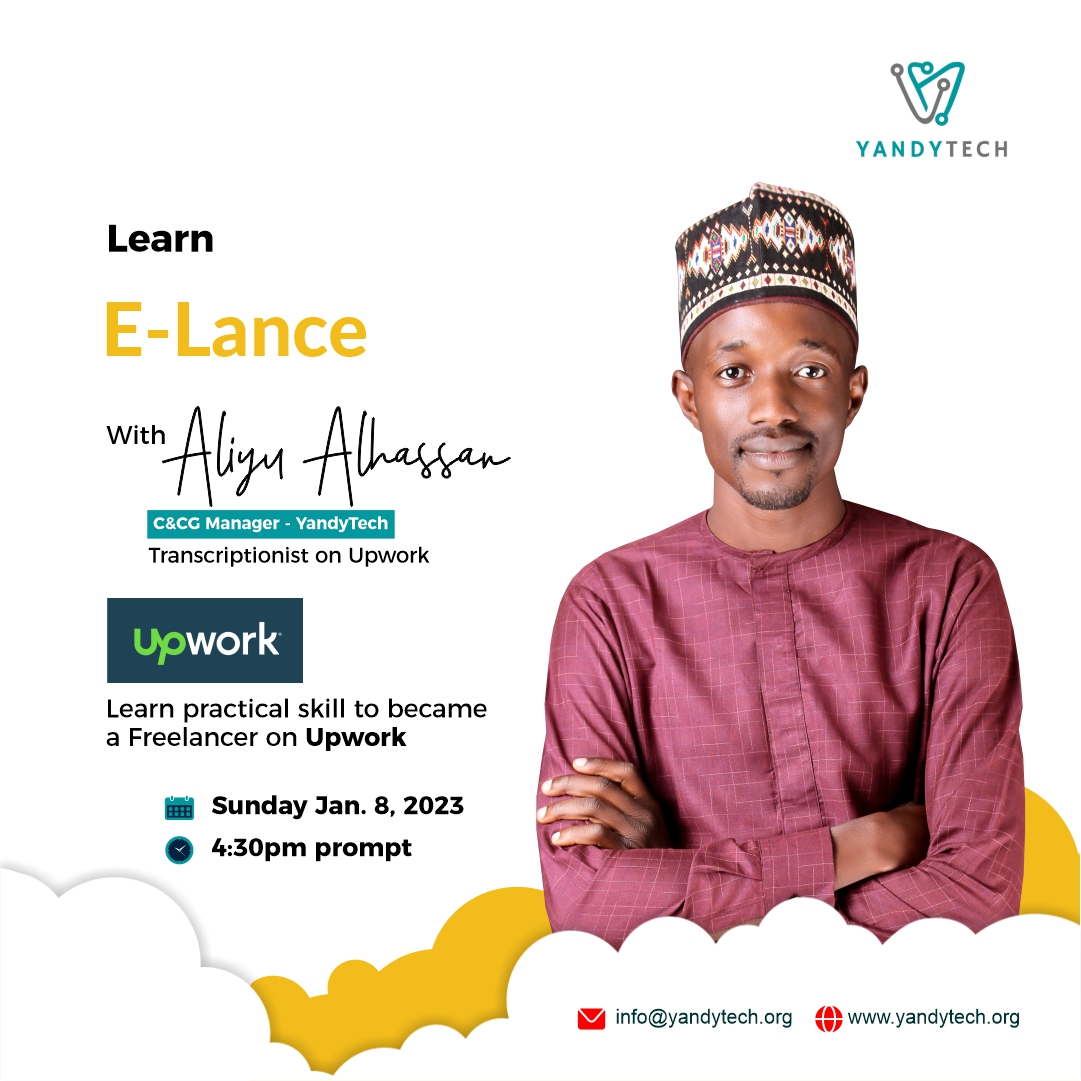 YANDYTECH
Learn
E-Lance
With Aliyu Alhassan
C&CG Manager - YandyTech
Transcriptionist on Upwork
upwork
Learn practical skill to became
a Freelancer on Upwork
Sunday Jan. 8, 2023
4:30pm prompt
info@yandytech.org www.yandytech.org